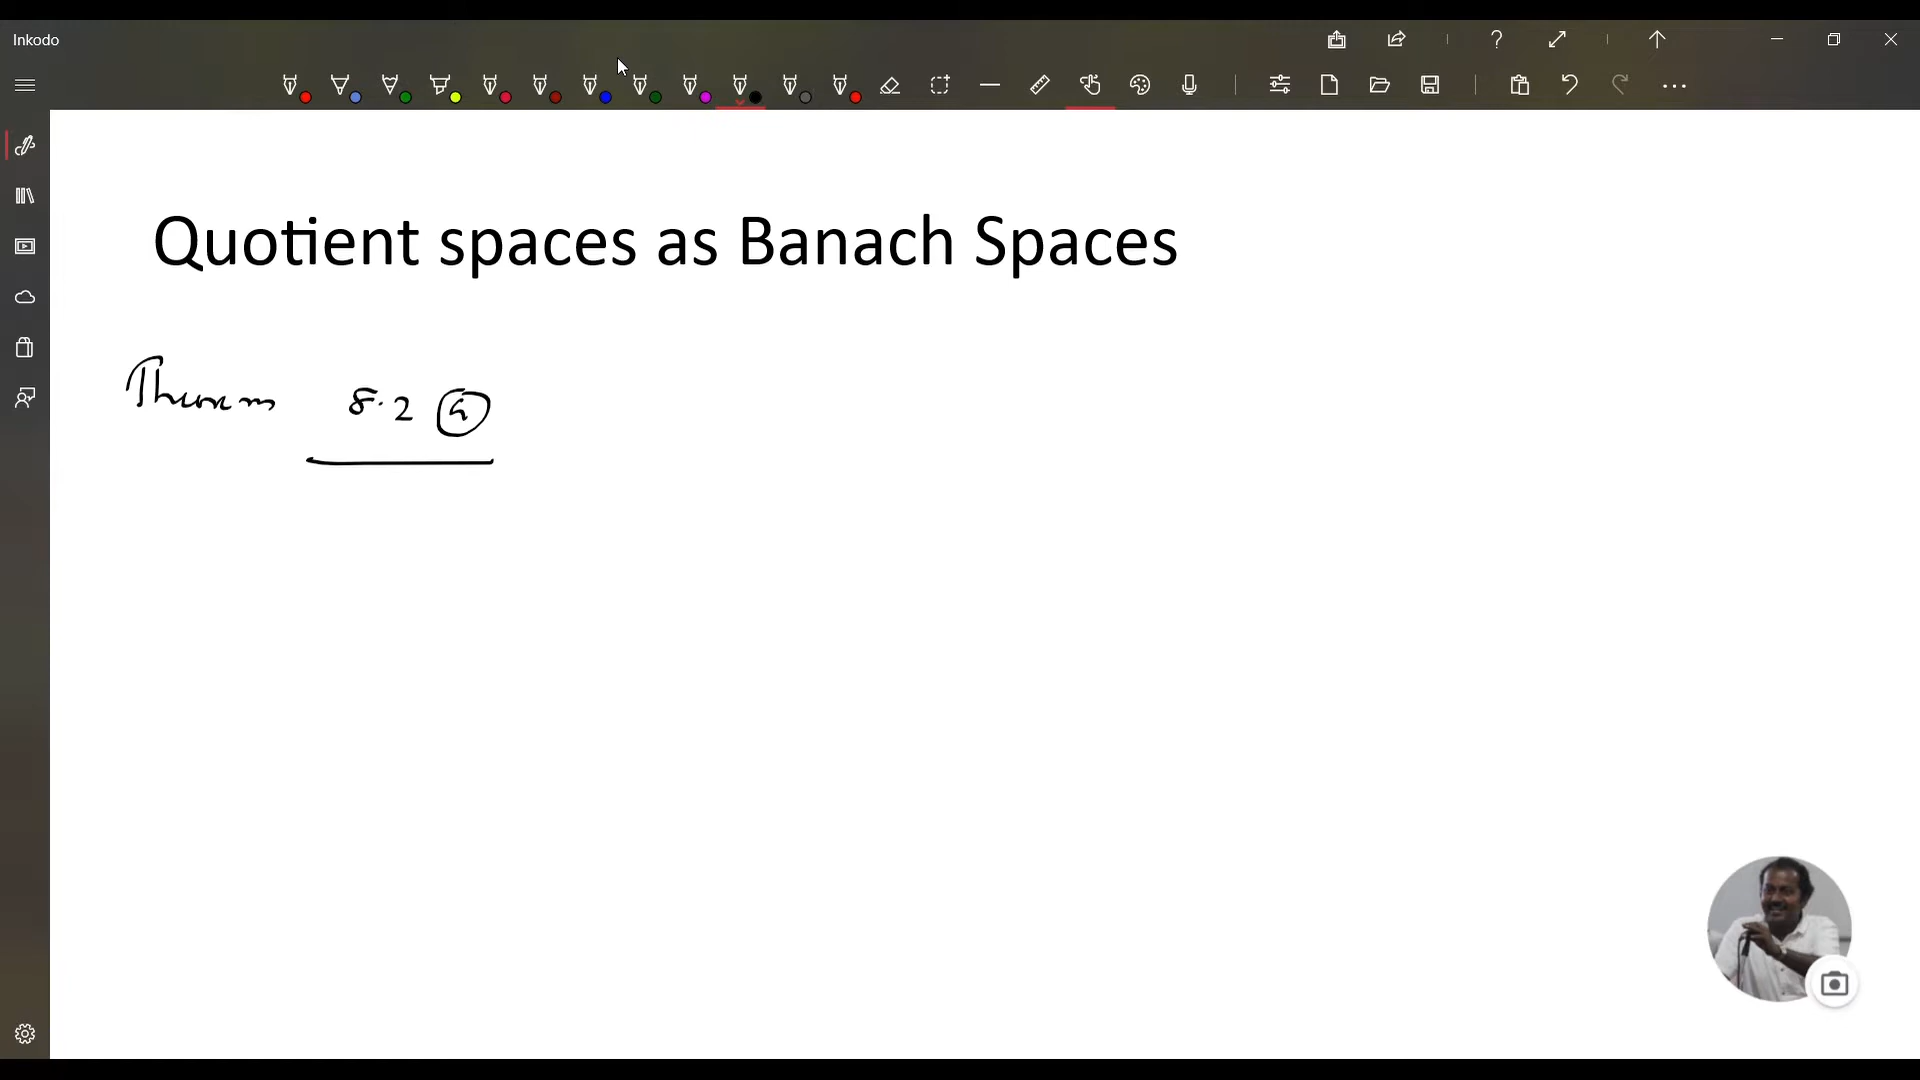 Inkodo
Quotient spaces as Banach Spaces
Theorem 8.2 (a)